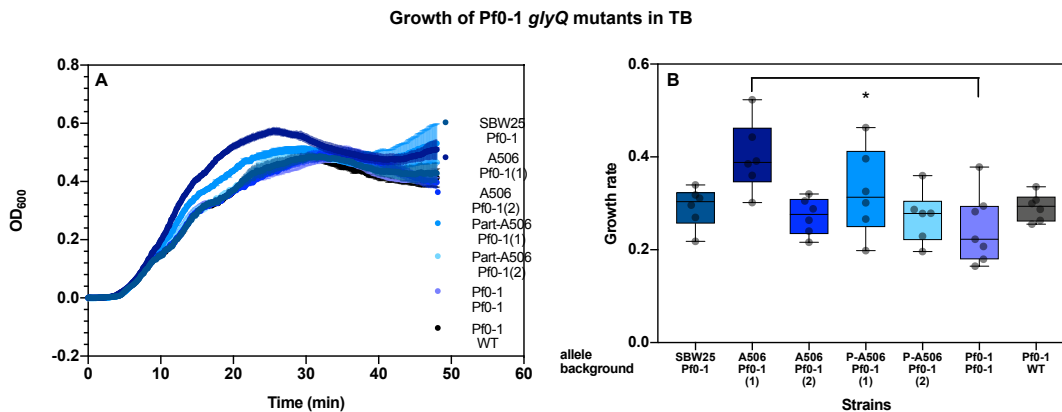 Growth of Pf0-1 glyQ mutants in TB
A
OD600
0.8
0.6
0.4
0.2
0.0
-0.2
0
10
20
30
40
50
60
Time (min)
SBW25
Pf0-1
A506
Pf0-1(1)
A506
Pf0-1(2)
Part-A506
Pf0-1(1)
Part-A506
Pf0-1(2)
Pf0-1
Pf0-1
Pf0-1
WT
B
Growth rate
0.6
0.4
0.2
0.0
*
allele
background
SBW25
Pf0-1
A506
Pf0-1
(1)
A506
Pf0-1
(2)
P-A506
Pf0-1
(1)
P-A506
Pf0-1
(2)
Pf0-1
Pf0-1
Pf0-1
WT
Strains